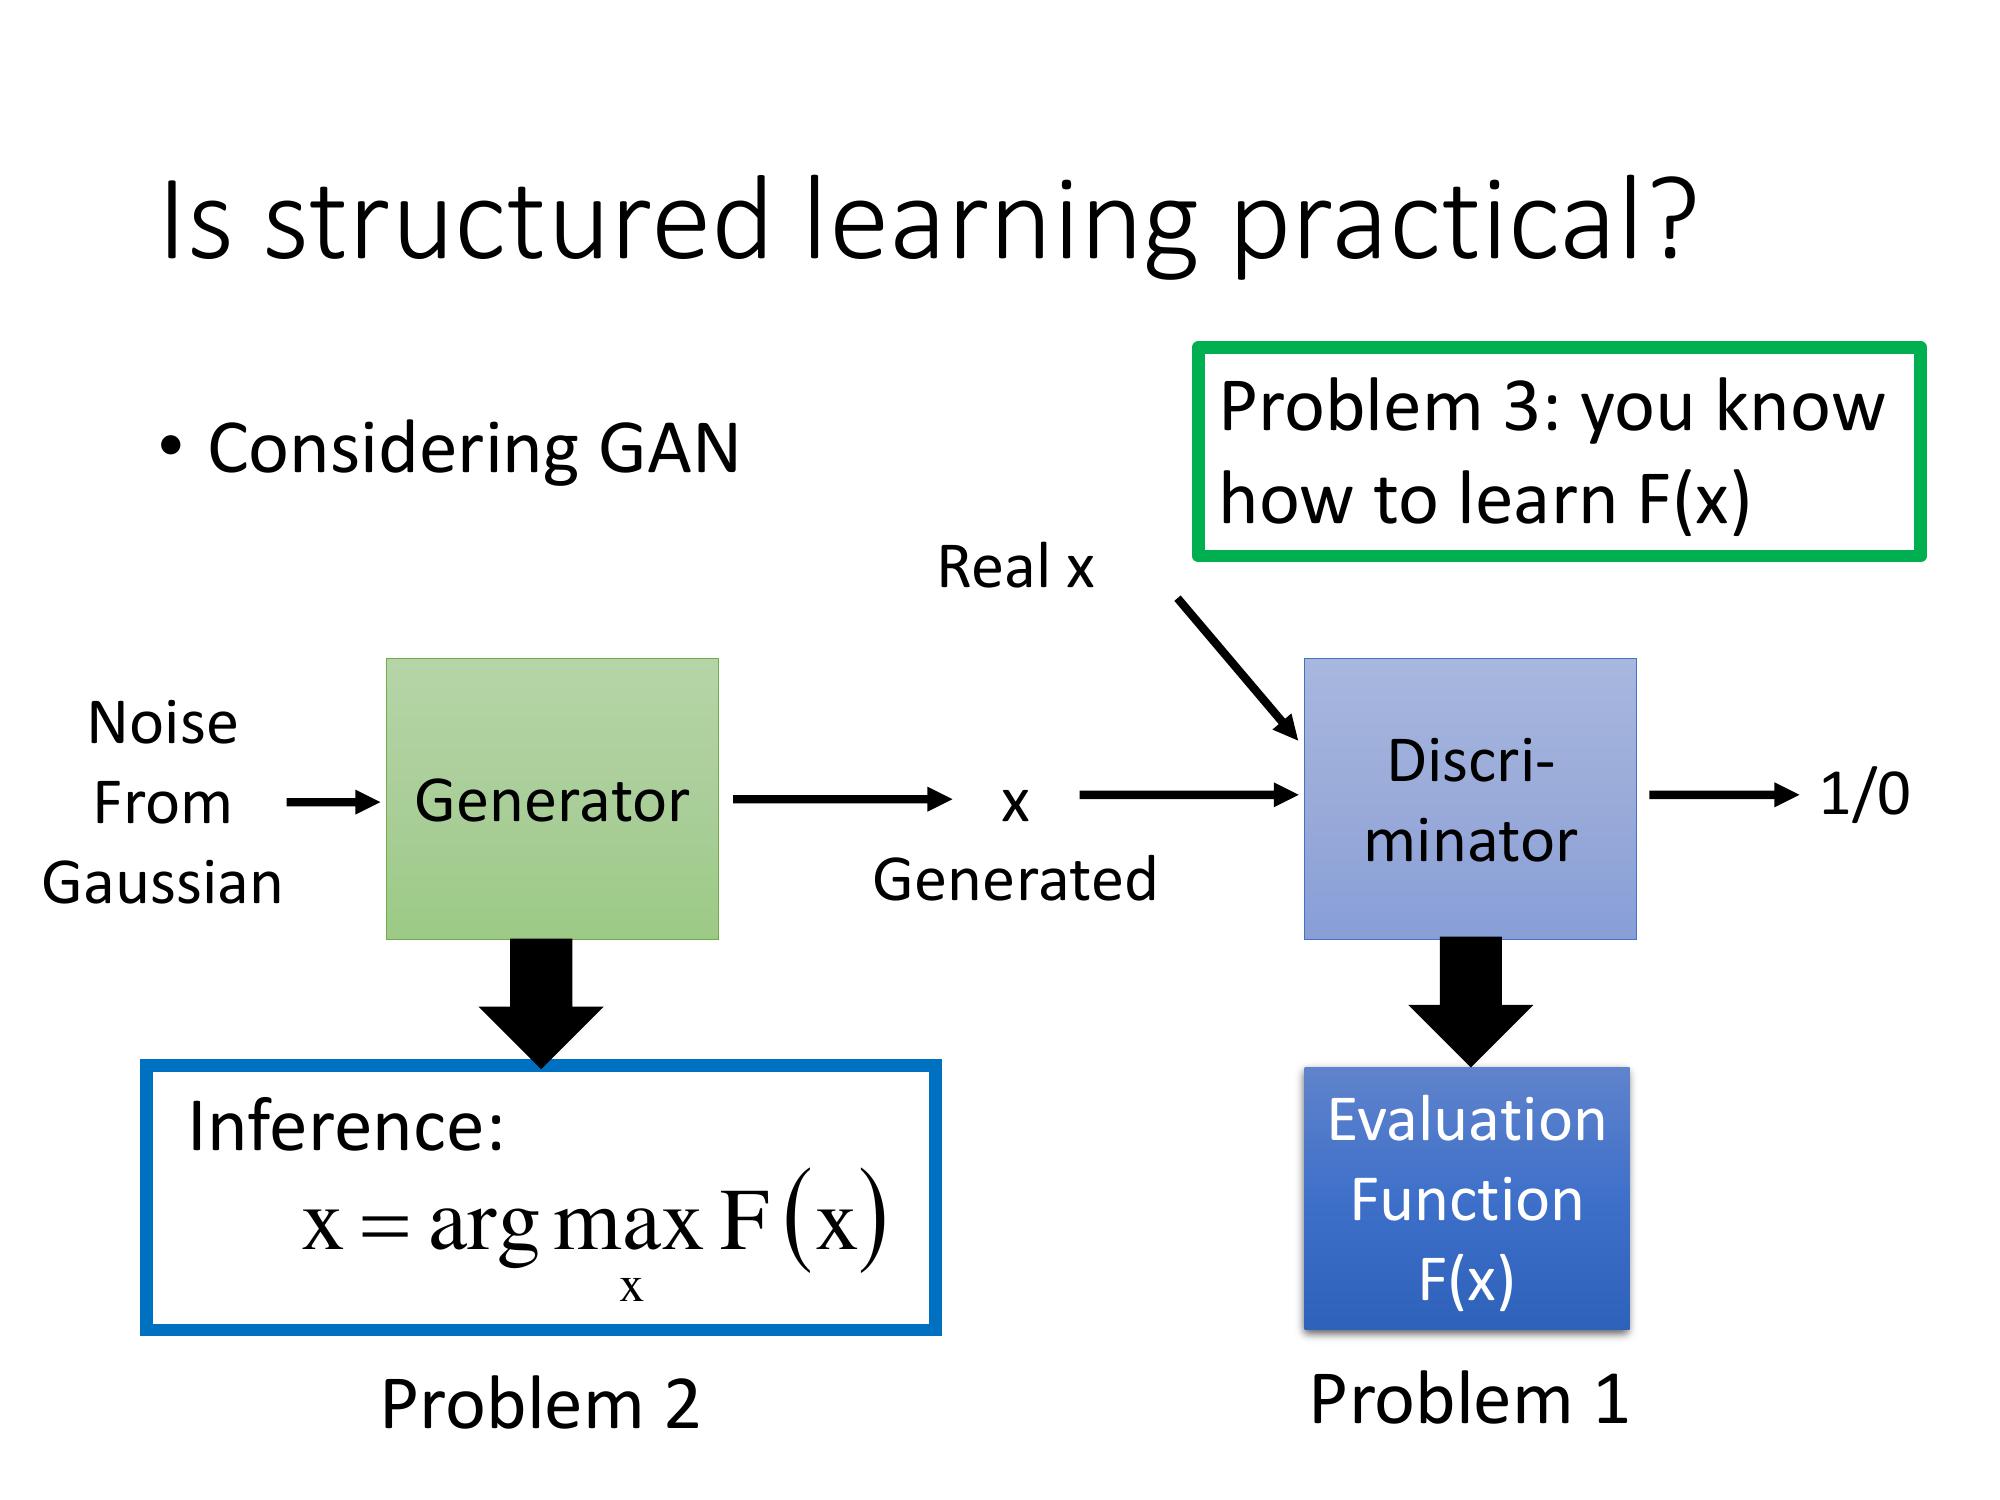 Is structured learning practical?
• Considering GAN
Problem 3: you know
how to learn F(x)
Real x
Noise
From
Gaussian
Generator
x
Generated
Discri-
minator
1/0
Inference:
x = arg max F(x)
x
Problem 2
Evaluation
Function
F(x)
Problem 1